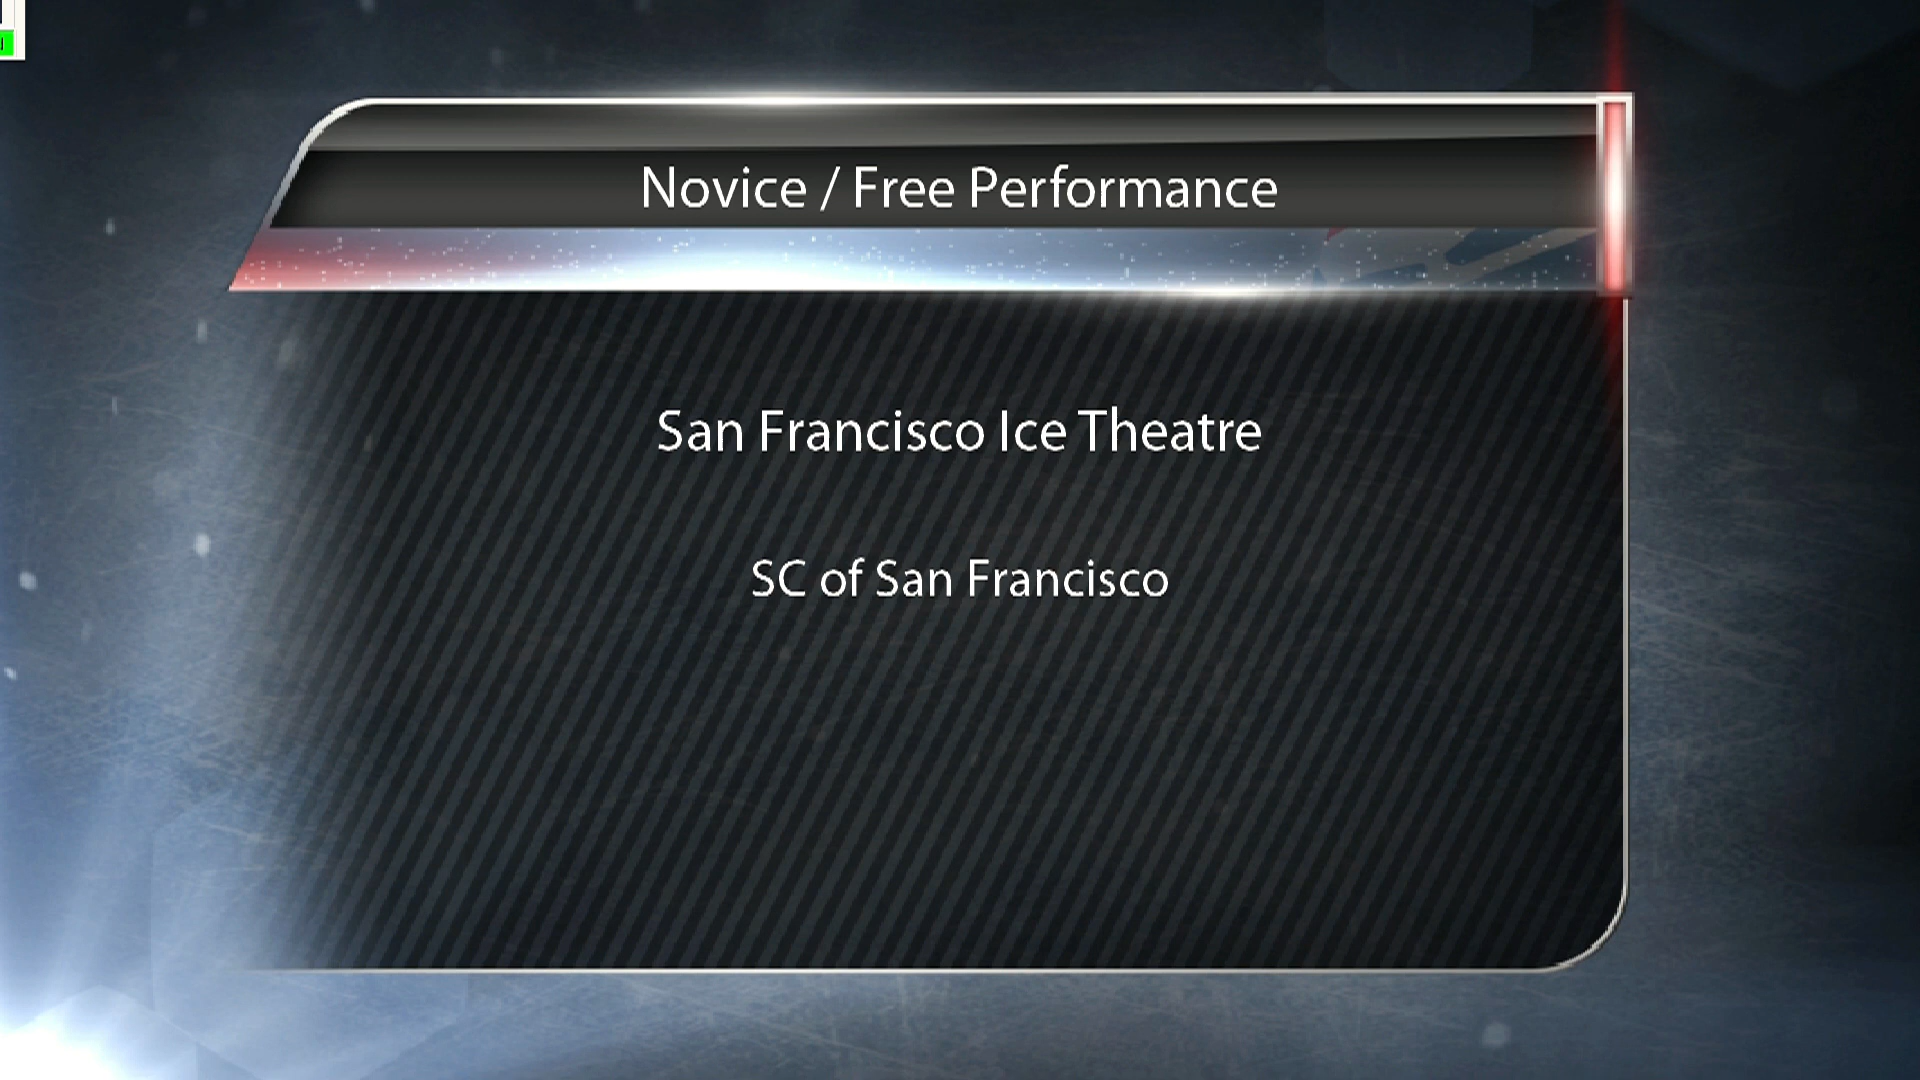 Novice / Free Performance
San Francisco Ice Theatre
SC of San Francisco